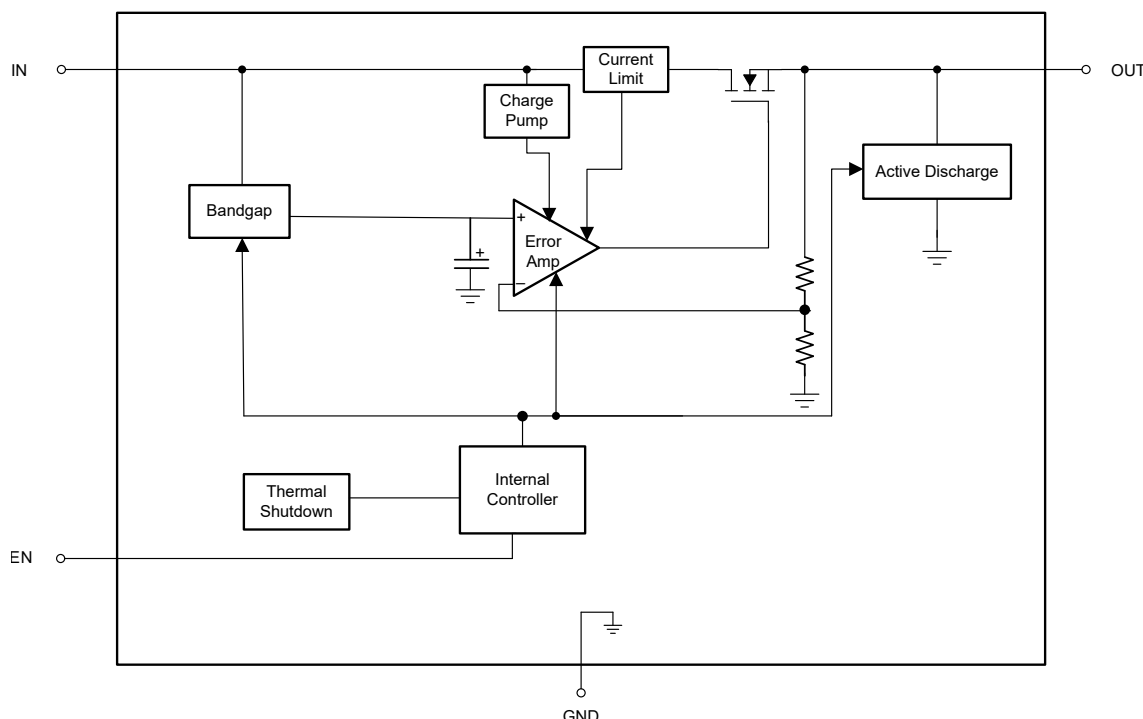 IN
Current
Limit
OUT
Charge
Pump
Active Discharge
Bandgap
+
Error
Amp
+
−
Internal
Controller
Thermal
Shutdown
EN
GND